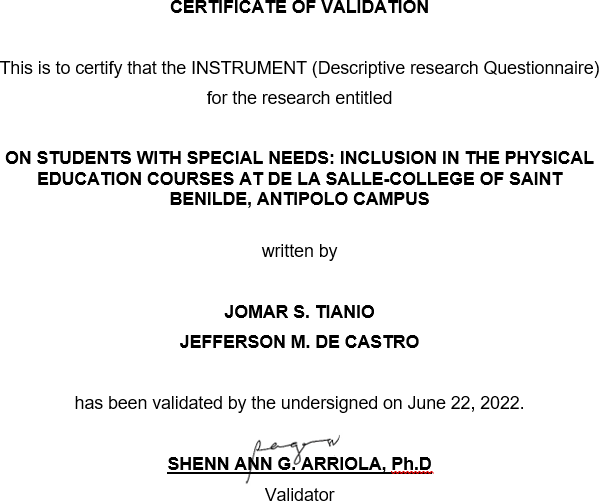 CERTIFICATE OF VALIDATION
This is to certify that the INSTRUMENT (Descriptive research Questionnaire)
for the research entitled
ON STUDENTS WITH SPECIAL NEEDS: INCLUSION IN THE PHYSICAL
EDUCATION COURSES AT DE LA SALLE-COLLEGE OF SAINT
BENILDE, ANTIPOLO CAMPUS
written by
JOMAR S. TIANIO
JEFFERSON M. DE CASTRO
has been validated by the undersigned on June 22, 2022.
SHENN ANN G. ARRIOLA, Ph.D
Validator